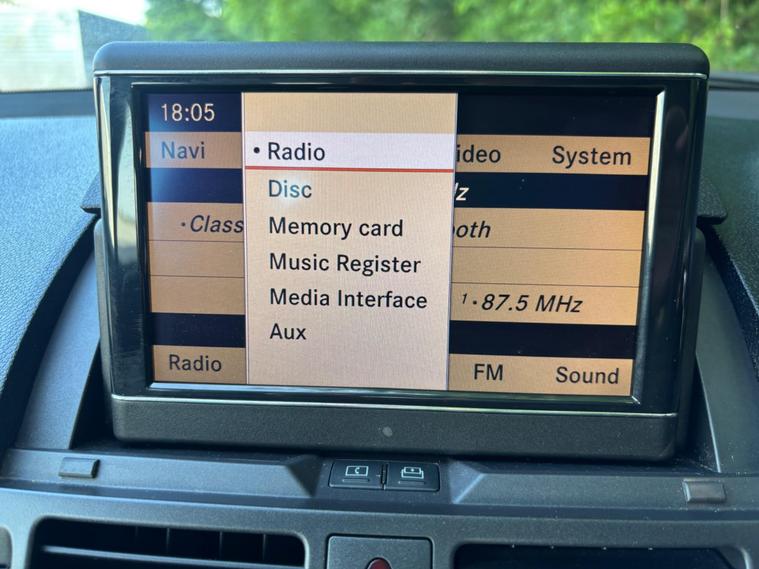 18:05
Navi
• Radio
ideo
System
Disc
lz
•Class
ooth
Memory card
Music Register
Media Interface
1•87.5 MHz
Aux
Radio
FM
Sound